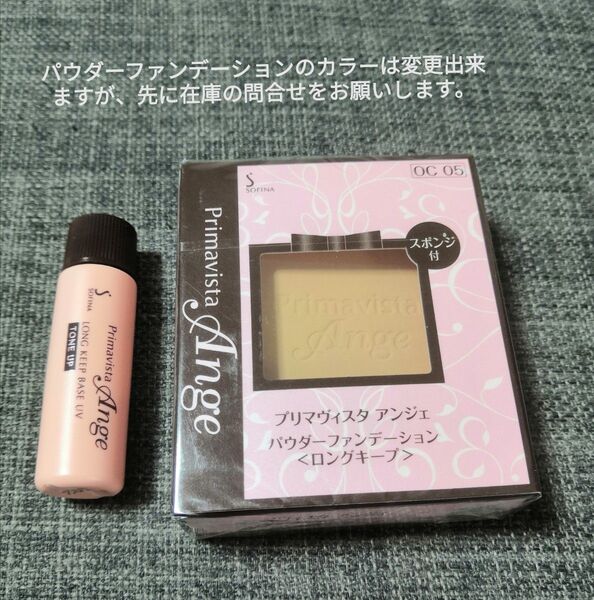 パウダーファンデーションのカラーは変更出来
ますが、先に在庫の問合せをお願いします。
S
SOFINA
OC 05
Primavista
Ange
スポンジ
付
Primavista
Ange
プリマヴィスタ アンジェ
パウダーファンデーション
＜ロングキープ＞
S
SOFINA
Primavista
Ange
LONG KEEP BASE UV
TONE UP